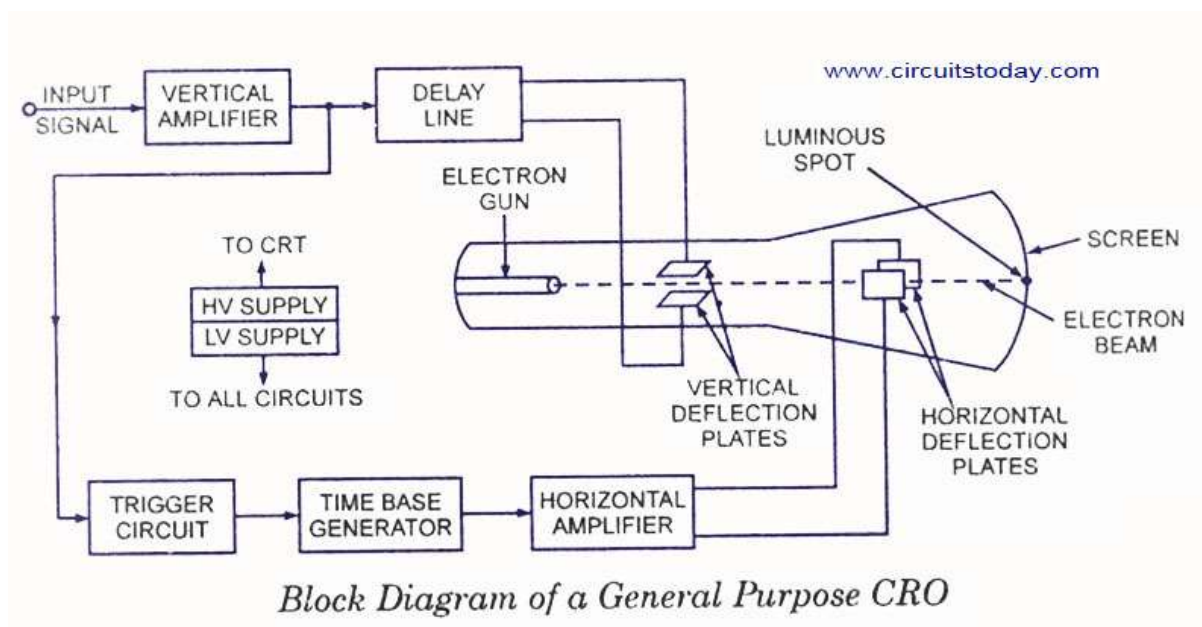 www.circuitstoday.com
INPUT
SIGNAL
VERTICAL
AMPLIFIER
DELAY
LINE
LUMINOUS
SPOT
ELECTRON
GUN
SCREEN
TO CRT
HV SUPPLY
LV SUPPLY
TO ALL CIRCUITS
ELECTRON
BEAM
VERTICAL
DEFLECTION
PLATES
HORIZONTAL
DEFLECTION
PLATES
TRIGGER
CIRCUIT
TIME BASE
GENERATOR
HORIZONTAL
AMPLIFIER
Block Diagram of a General Purpose CRO